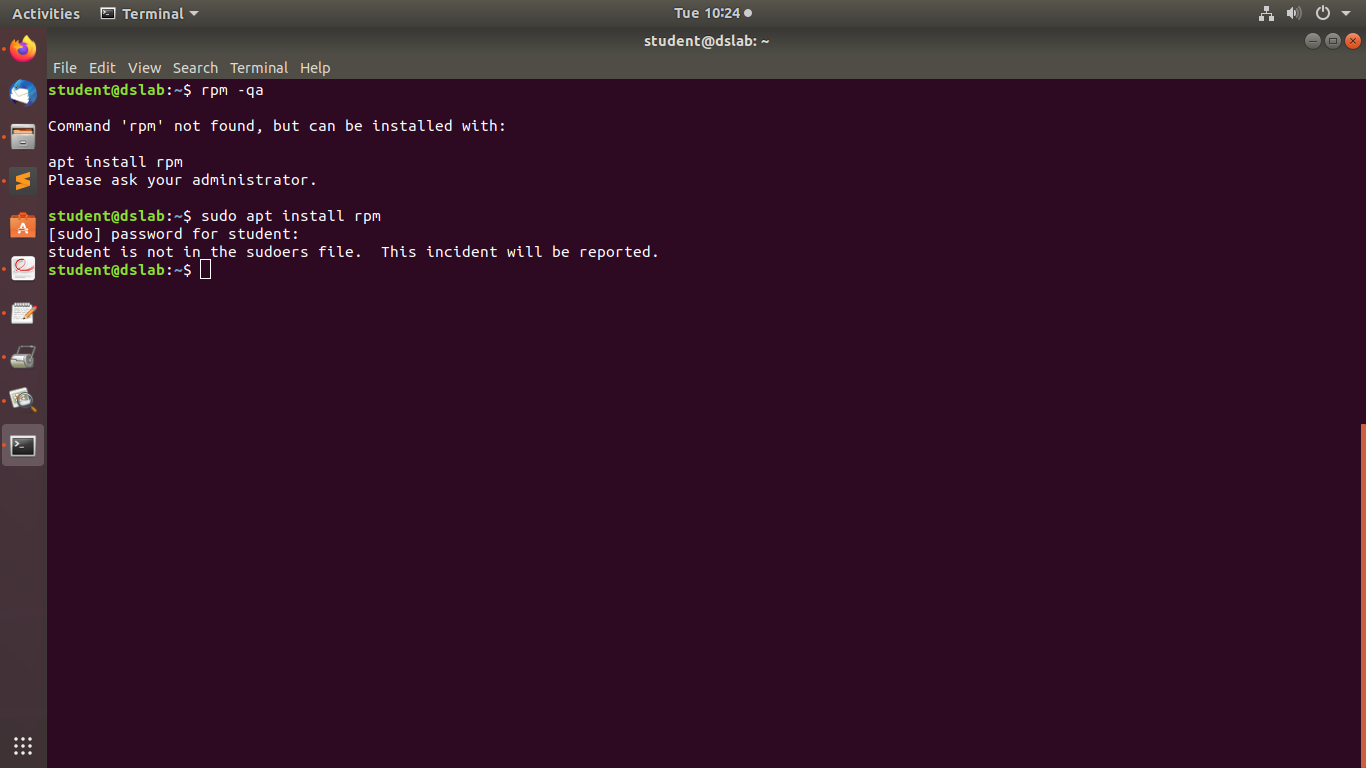 Activities
Terminal
Tue 10:24
student@dslab: ~
File Edit View Search Terminal Help
student@dslab:~$ rpm -qa
Command 'rpm' not found, but can be installed with:
apt install rpm
Please ask your administrator.
student@dslab:~$ sudo apt install rpm
[sudo] password for student:
student is not in the sudoers file.  This incident will be reported.
student@dslab:~$